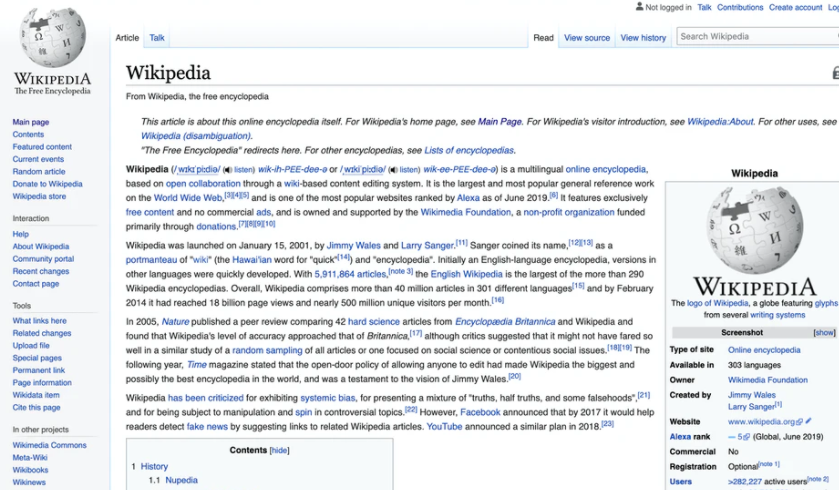 Not logged in Talk Contributions Create account Log
WIKIPEDIA
The Free Encyclopedia
Article Talk
Read View source View history
Search Wikipedia
Main page
Contents
Featured content
Current events
Random article
Donate to Wikipedia
Wikipedia store
Interaction
Help
About Wikipedia
Community portal
Recent changes
Contact page
Tools
What links here
Related changes
Upload file
Special pages
Permanent link
Page information
Wikidata item
Cite this page
In other projects
Wikimedia Commons
Meta-Wiki
Wikibooks
Wikinews
Wikipedia
From Wikipedia, the free encyclopedia
This article is about this online encyclopedia itself. For Wikipedia's home page, see Main Page. For Wikipedia's visitor introduction, see Wikipedia:About. For other uses, see
Wikipedia (disambiguation).
"The Free Encyclopedia" redirects here. For other encyclopedias, see Lists of encyclopedias.
Wikipedia (/ˌwɪkɪˈpiːdiə/ (listen) wik-ih-PEE-dee-ə or /ˌwɪkiˈpiːdiə/ (listen) wik-ee-PEE-dee-ə) is a multilingual online encyclopedia,
based on open collaboration through a wiki-based content editing system. It is the largest and most popular general reference work
on the World Wide Web,[3][4][5] and is one of the most popular websites ranked by Alexa as of June 2019.[6] It features exclusively
free content and no commercial ads, and is owned and supported by the Wikimedia Foundation, a non-profit organization funded
primarily through donations.[7][8][9][10]
Wikipedia was launched on January 15, 2001, by Jimmy Wales and Larry Sanger.[11] Sanger coined its name,[12][13] as a
portmanteau of "wiki" (the Hawai'ian word for "quick"[14]) and "encyclopedia". Initially an English-language encyclopedia, versions in
other languages were quickly developed. With 5,911,864 articles,[note 3] the English Wikipedia is the largest of the more than 290
Wikipedia encyclopedias. Overall, Wikipedia comprises more than 40 million articles in 301 different languages[15] and by February
2014 it had reached 18 billion page views and nearly 500 million unique visitors per month.[16]
In 2005, Nature published a peer review comparing 42 hard science articles from Encyclopædia Britannica and Wikipedia and
found that Wikipedia's level of accuracy approached that of Britannica,[17] although critics suggested that it might not have fared so
well in a similar study of a random sampling of all articles or one focused on social science or contentious social issues.[18][19] The
following year, Time magazine stated that the open-door policy of allowing anyone to edit had made Wikipedia the biggest and
possibly the best encyclopedia in the world, and was a testament to the vision of Jimmy Wales.[20]
Wikipedia has been criticized for exhibiting systemic bias, for presenting a mixture of "truths, half truths, and some falsehoods",[21]
and for being subject to manipulation and spin in controversial topics.[22] However, Facebook announced that by 2017 it would help
readers detect fake news by suggesting links to related Wikipedia articles. YouTube announced a similar plan in 2018.[23]
Contents [hide]
1 History
1.1 Nupedia
Wikipedia
WIKIPEDIA
The logo of Wikipedia, a globe featuring glyphs
from several writing systems
Screenshot [show]
Type of site Online encyclopedia
Available in 303 languages
Owner Wikimedia Foundation
Created by Jimmy Wales
Larry Sanger[1]
Website www.wikipedia.org
Alexa rank 5 (Global, June 2019)
Commercial No
Registration Optional[note 1]
Users >282,227 active users[note 2]